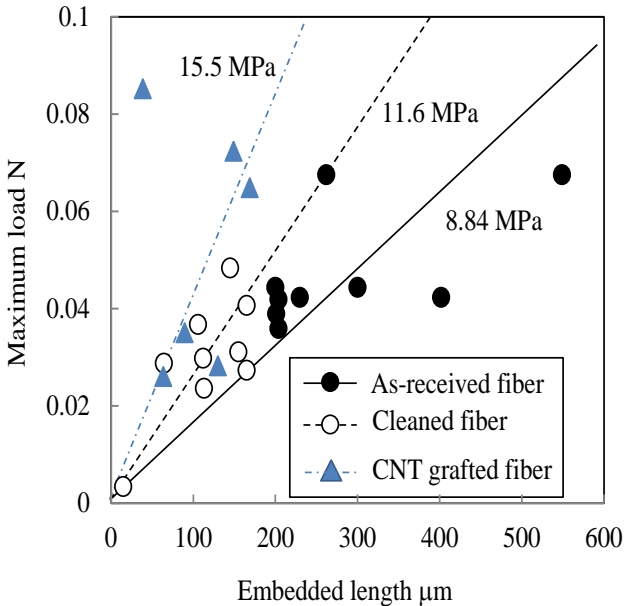 0.1
15.5 MPa
0.08
11.6 MPa
Maximum load N
0.06
8.84 MPa
0.04
As-received fiber
Cleaned fiber
0.02
CNT grafted fiber
0
0 100 200 300 400 500 600
Embedded length μm